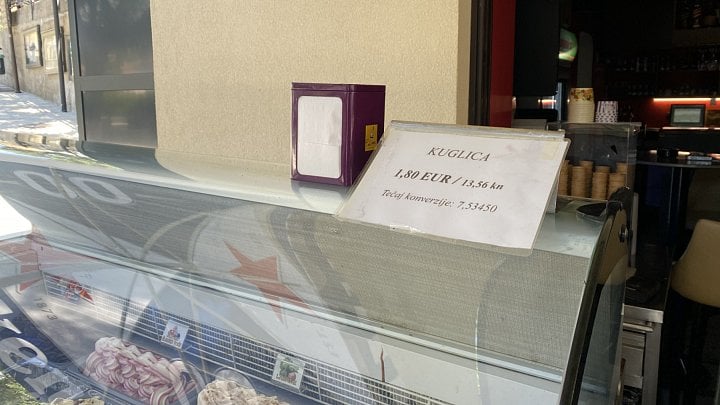 KUGLICA
1,80 EUR / 13,56 kn
Tečaj konverzije: 7,53450